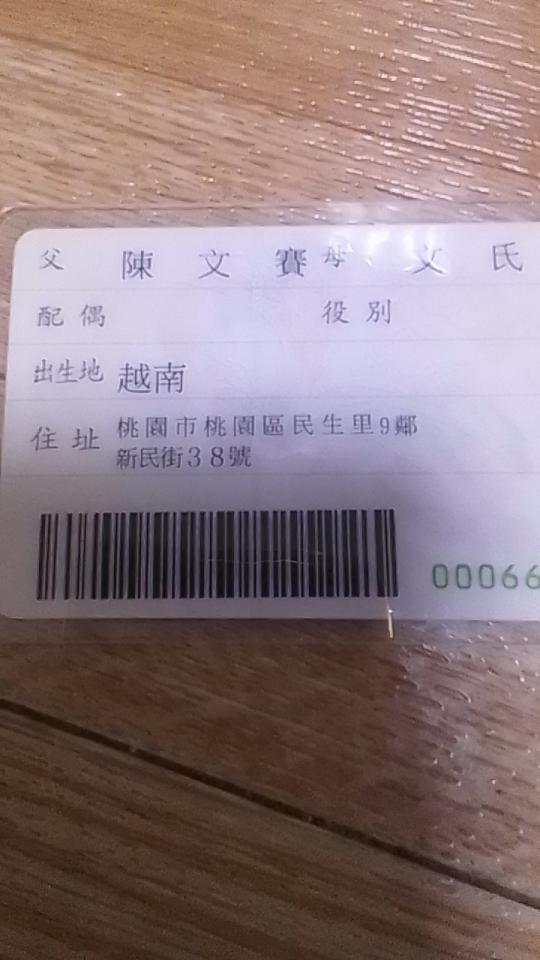 父 陳文賽 母 文氏
配偶 役別
出生地 越南
住址 桃園市桃園區民生里9鄰
新民街38號
00066